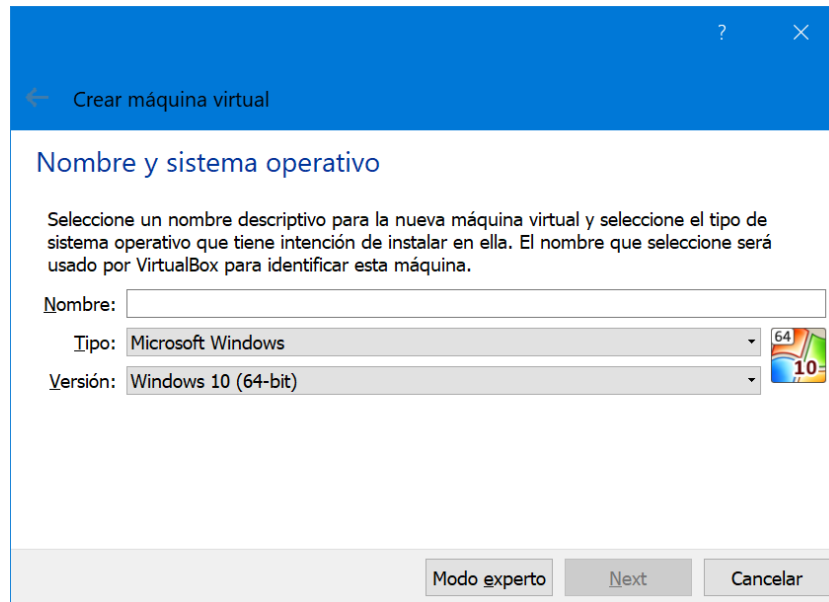 ?
Crear máquina virtual
Nombre y sistema operativo
Seleccione un nombre descriptivo para la nueva máquina virtual y seleccione el tipo de
sistema operativo que tiene intención de instalar en ella. El nombre que seleccione será
usado por VirtualBox para identificar esta máquina.
Nombre:
Tipo: Microsoft Windows
64
Versión: Windows 10 (64-bit)
10
Modo experto Next Cancelar